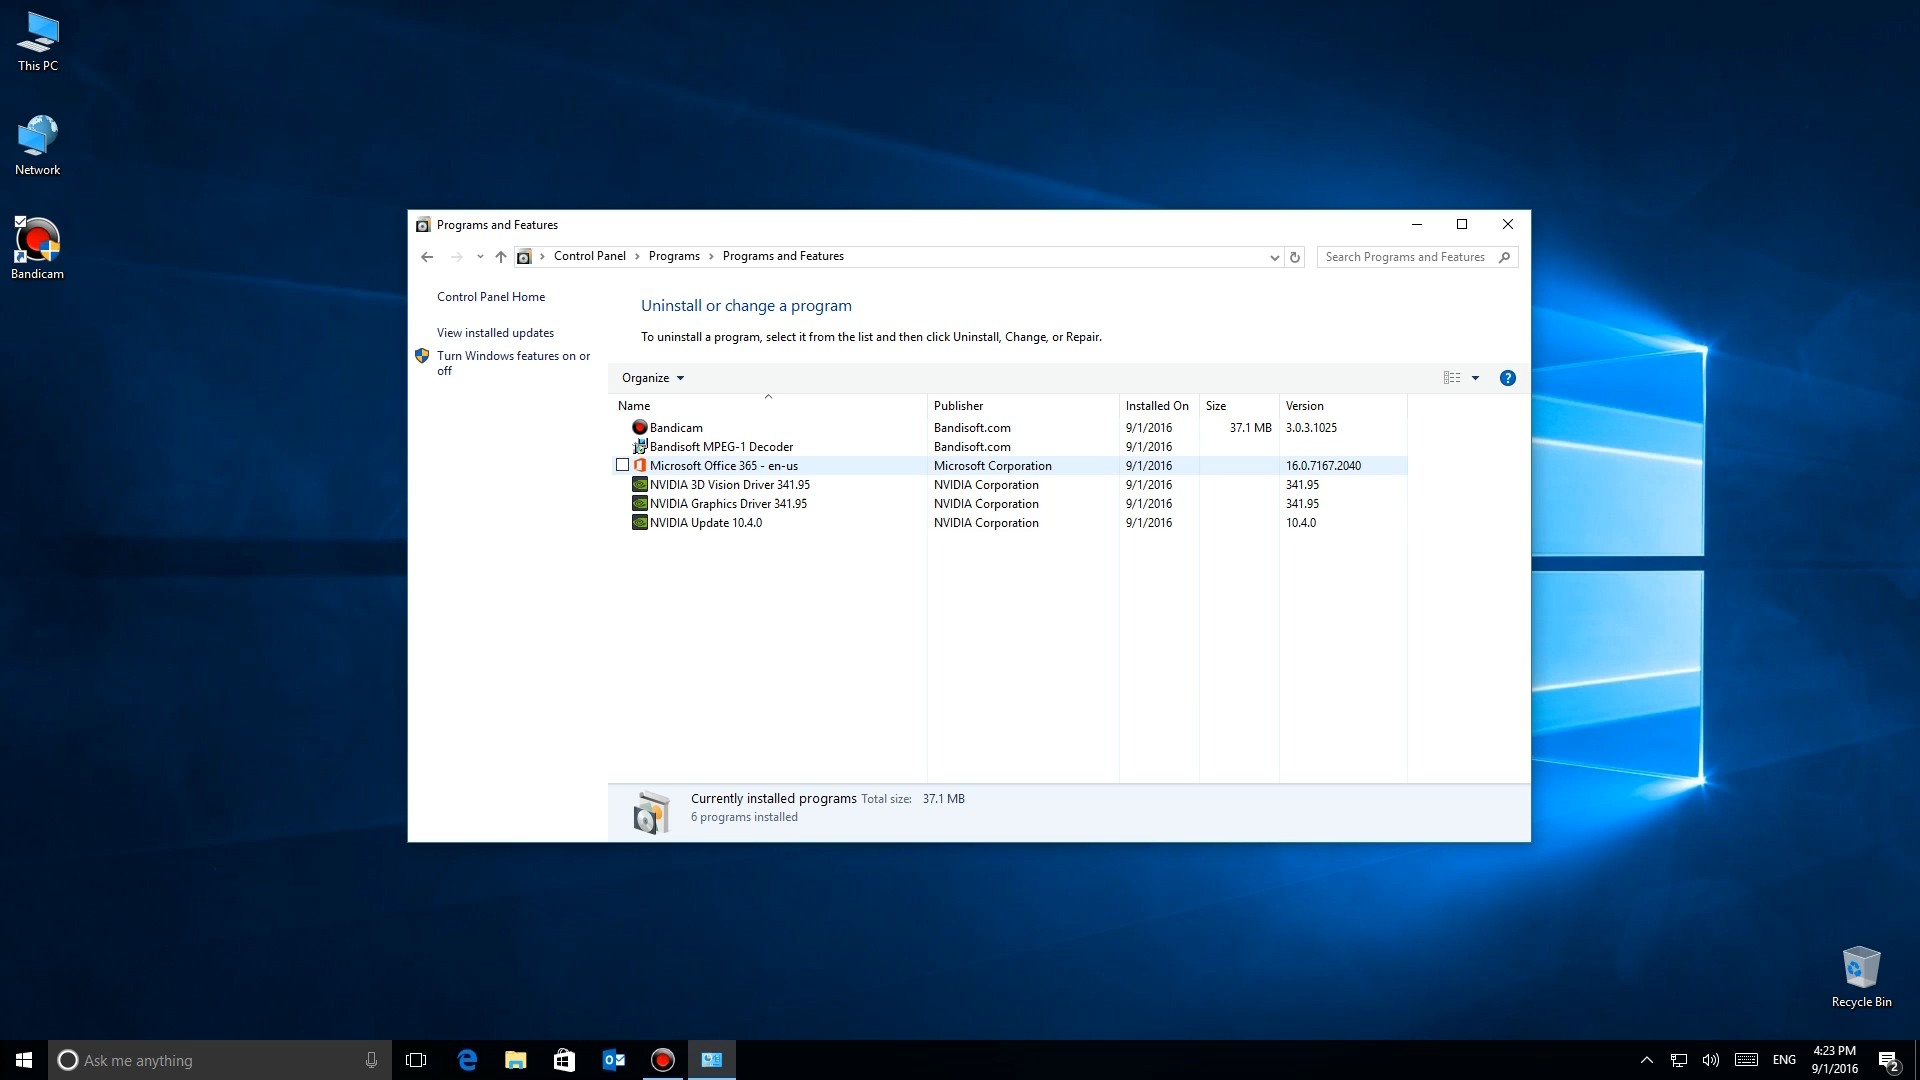 This PC
Network
Bandicam
Programs and Features
Control Panel
Programs
Programs and Features
Search Programs and Features
Control Panel Home
View installed updates
Turn Windows features on or
off
Uninstall or change a program
To uninstall a program, select it from the list and then click Uninstall, Change, or Repair.
Organize
?
Name Publisher Installed On Size Version
Bandicam Bandisoft.com 9/1/2016 37.1 MB 3.0.3.1025
Bandisoft MPEG-1 Decoder Bandisoft.com 9/1/2016
Microsoft Office 365 - en-us Microsoft Corporation 9/1/2016 16.0.7167.2040
NVIDIA 3D Vision Driver 341.95 NVIDIA Corporation 9/1/2016 341.95
NVIDIA Graphics Driver 341.95 NVIDIA Corporation 9/1/2016 341.95
NVIDIA Update 10.4.0 NVIDIA Corporation 9/1/2016 10.4.0
Currently installed programs Total size: 37.1 MB
6 programs installed
Recycle Bin
Ask me anything
ENG
4:23 PM
9/1/2016
2